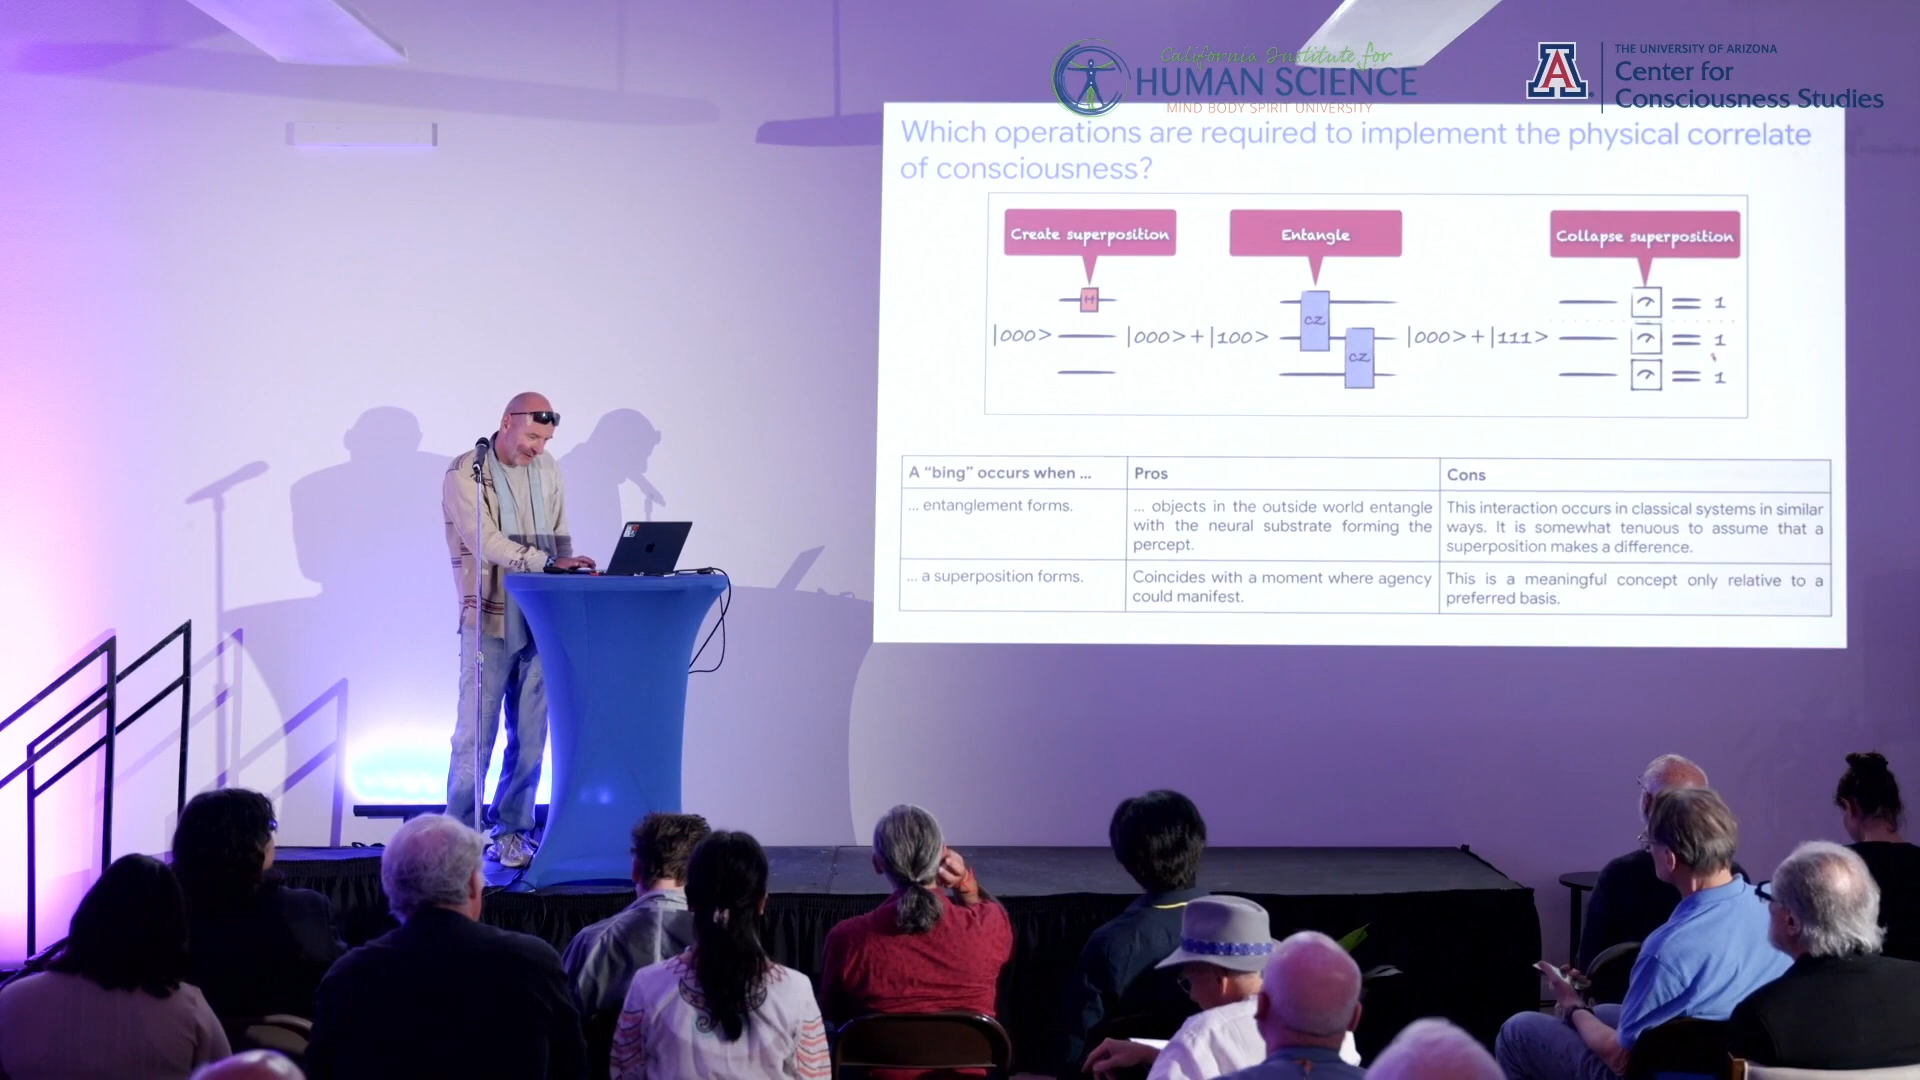 California Institute for
HUMAN SCIENCE
MIND BODY SPIRIT UNIVERSITY
A
THE UNIVERSITY OF ARIZONA
Center for
Consciousness Studies
Which operations are required to implement the physical correlate
of consciousness?
Create superposition
Entangle
Collapse superposition
H
CZ
CZ
|000>
|000>+|100>
|000>+|111>
= 1
= 1
= 1
A “bing” occurs when ...
Pros
Cons
... entanglement forms.
... objects in the outside world entangle
with the neural substrate forming the
percept.
This interaction occurs in classical systems in similar
ways. It is somewhat tenuous to assume that a
superposition makes a difference.
... a superposition forms.
Coincides with a moment where agency
could manifest.
This is a meaningful concept only relative to a
preferred basis.